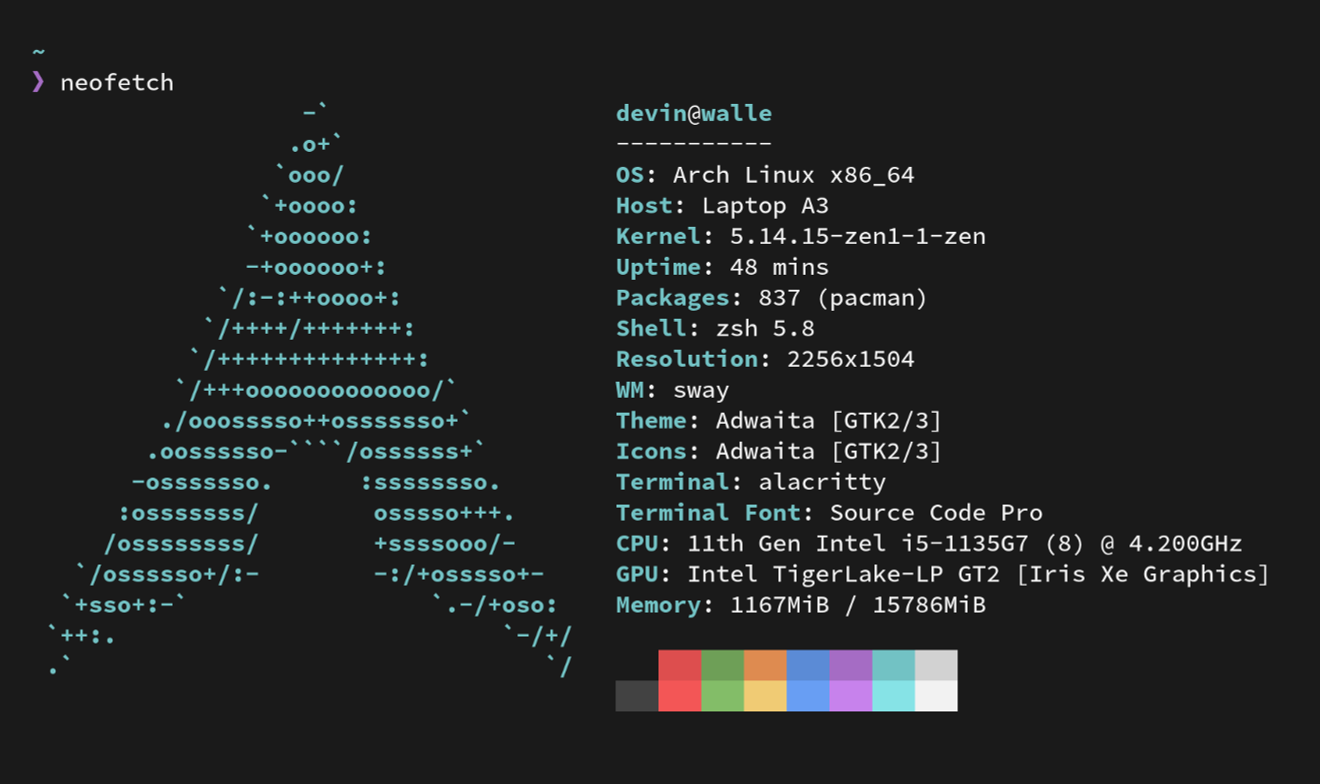 ~
❯ neofetch
                   -`
                  .o+`
                 `ooo/
                `+oooo:
               `+oooooo:
               -+oooooo+:
             `/:-:++oooo+:
            `/++++/+++++++:
           `/++++++++++++++:
          `/+++ooooooooooooo/`
         ./ooosssso++osssssso+`
        .oossssso-````/ossssss+`
       -osssssso.      :ssssssso.
      :osssssss/        osssso+++.
     /ossssssss/        +ssssooo/-
   `/ossssso+/:-        -:/+osssso+-
  `+sso+:-`                 `.-/+oso:
 `++:.                           `-/+/
 .`                                 `/
devin@walle
-----------
OS: Arch Linux x86_64
Host: Laptop A3
Kernel: 5.14.15-zen1-1-zen
Uptime: 48 mins
Packages: 837 (pacman)
Shell: zsh 5.8
Resolution: 2256x1504
WM: sway
Theme: Adwaita [GTK2/3]
Icons: Adwaita [GTK2/3]
Terminal: alacritty
Terminal Font: Source Code Pro
CPU: 11th Gen Intel i5-1135G7 (8) @ 4.200GHz
GPU: Intel TigerLake-LP GT2 [Iris Xe Graphics]
Memory: 1167MiB / 15786MiB